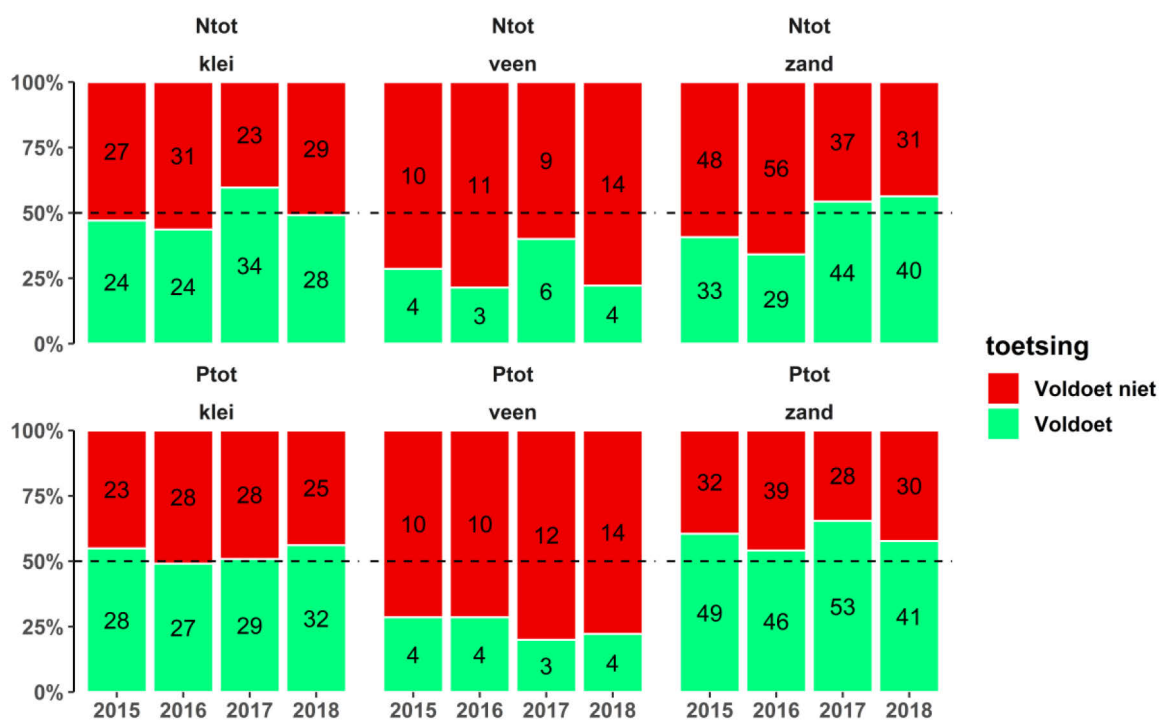 Ntot Ntot Ntot
klei veen zand
100%
75%
50%
25%
0%
27 31 23 29 10 11 9 14 48 56 37 31
24 24 34 28 4 3 6 4 33 29 44 40
toetsing
Voldoet niet
Voldoet
Ptot Ptot Ptot
klei veen zand
100%
75%
50%
25%
0%
23 28 28 25 10 10 12 14 32 39 28 30
28 27 29 32 4 4 3 4 49 46 53 41
2015 2016 2017 2018 2015 2016 2017 2018 2015 2016 2017 2018